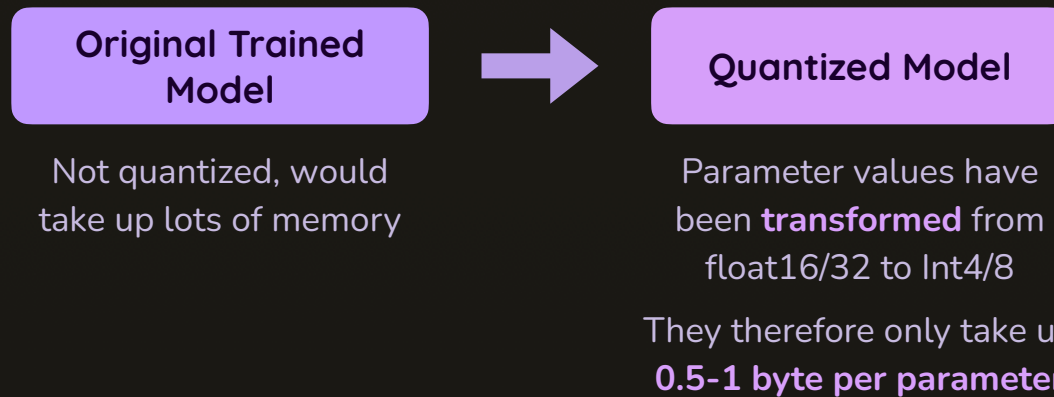 Original Trained
Model
Quantized Model
Not quantized, would
take up lots of memory
Parameter values have
been transformed from
float16/32 to Int4/8
They therefore only take u
0.5-1 byte per parameter